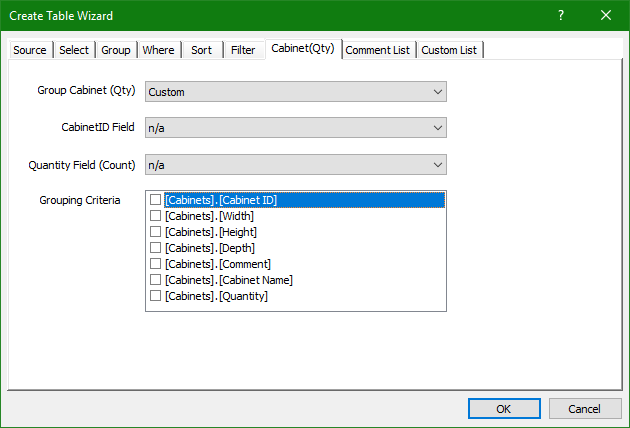 Create Table Wizard ?
Source Select Group Where Sort Filter Cabinet(Qty) Comment List Custom List
Group Cabinet (Qty) Custom
CabinetID Field n/a
Quantity Field (Count) n/a
Grouping Criteria [Cabinets].[Cabinet ID]
[Cabinets].[Width]
[Cabinets].[Height]
[Cabinets].[Depth]
[Cabinets].[Comment]
[Cabinets].[Cabinet Name]
[Cabinets].[Quantity]
OK Cancel